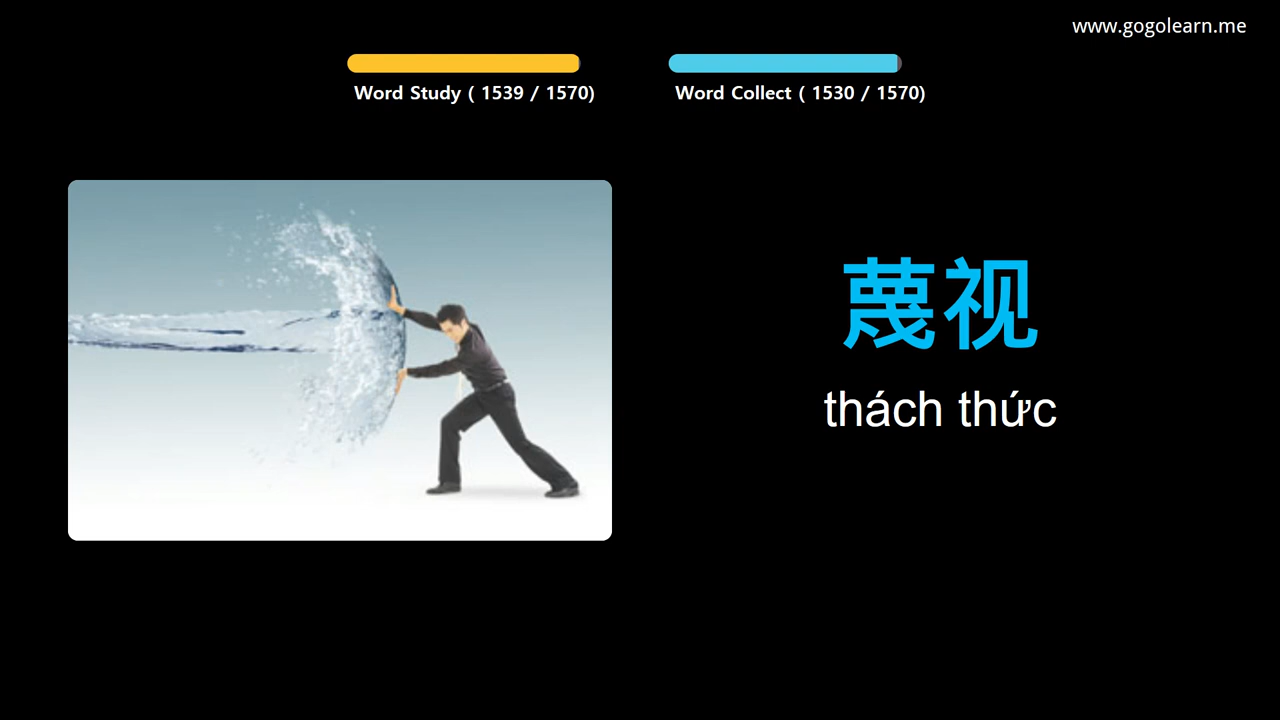 www.gogolearn.me
Word Study ( 1539 / 1570)
Word Collect ( 1530 / 1570)
蔑视
thách thức